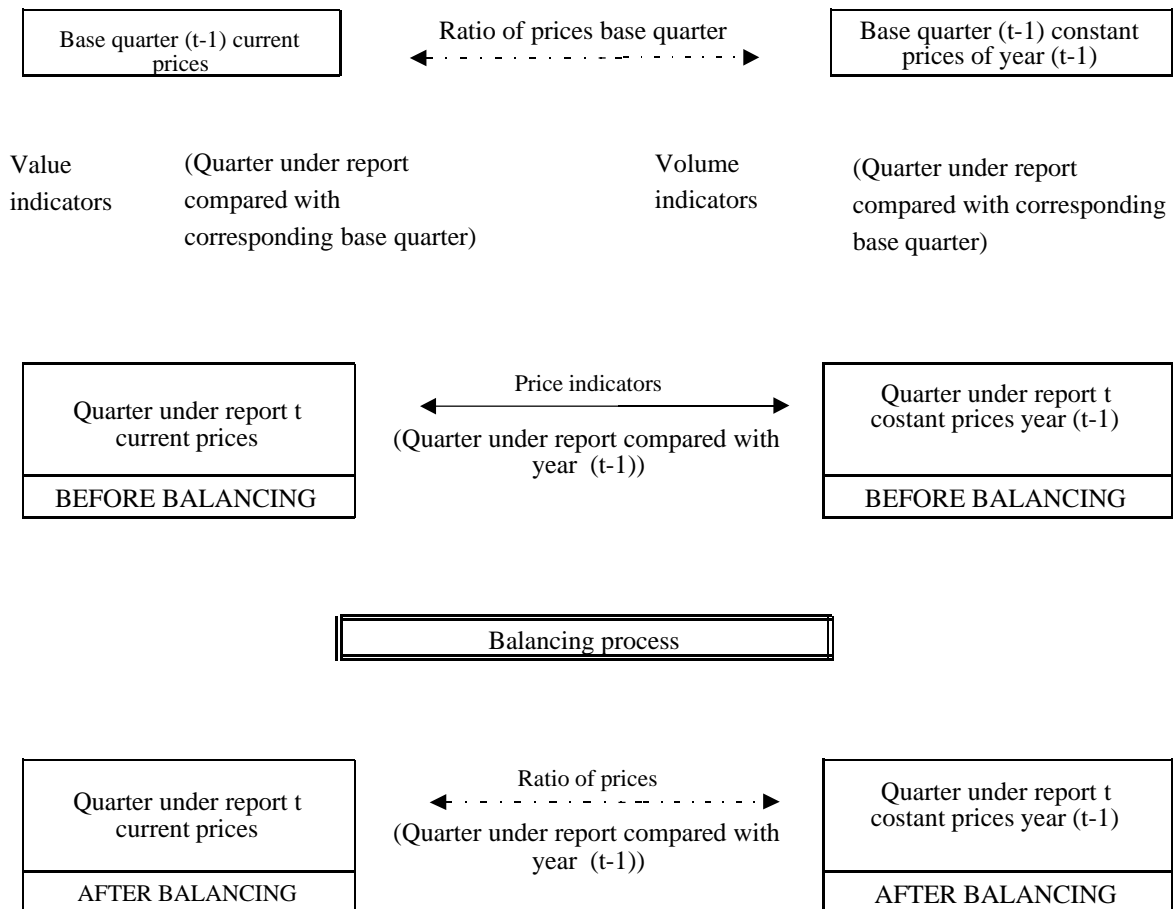 Base quarter (t-1) current
prices
Ratio of prices base quarter
Base quarter (t-1) constant
prices of year (t-1)
Value
indicators
(Quarter under report
compared with
corresponding base quarter)
Volume
indicators
(Quarter under report
compared with corresponding
base quarter)
Quarter under report t
current prices
BEFORE BALANCING
Price indicators
(Quarter under report compared with
year (t-1))
Quarter under report t
costant prices year (t-1)
BEFORE BALANCING
Balancing process
Quarter under report t
current prices
AFTER BALANCING
Ratio of prices
(Quarter under report compared with
year (t-1))
Quarter under report t
costant prices year (t-1)
AFTER BALANCING